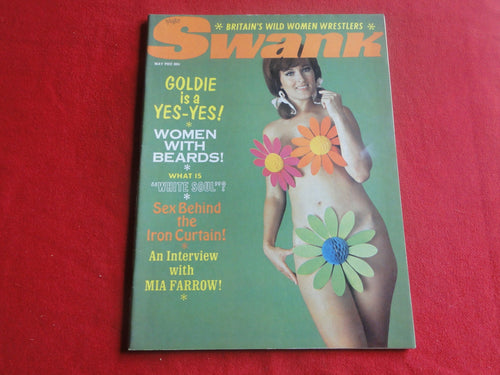 * BRITAIN'S WILD WOMEN WRESTLERS *
Swank
MAY
GOLDIE
is a
YES-YES!
*
WOMEN
WITH
BEARDS!
*
WHAT IS
"WHITE SOUL"?
*
Sex Behind
the
Iron Curtain!
*
An Interview
with
MIA FARROW!
*